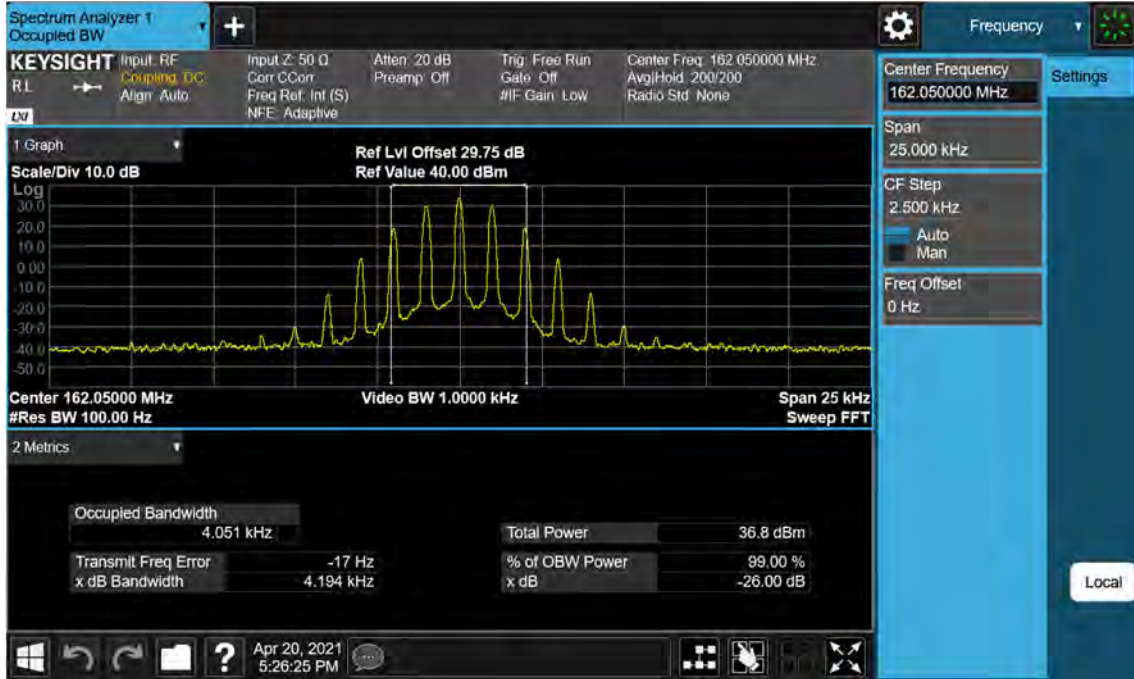 Spectrum Analyzer 1
Occupied BW
Frequency
KEYSIGHT
Input: RF
Coupling: DC
Align: Auto
Input Z: 50 Ω
Corr CCorr
Freq Ref: Int (S)
NFE: Adaptive
Atten: 20 dB
Preamp: Off
Trig: Free Run
Gate: Off
#IF Gain: Low
Center Freq: 162.050000 MHz
Avg|Hold: 200/200
Radio Std: None
RL
LXI
Center Frequency
162.050000 MHz
Settings
Span
25.000 kHz
CF Step
2.500 kHz
Auto
Man
Freq Offset
0 Hz
Local
1 Graph
Scale/Div 10.0 dB
Ref Lvl Offset 29.75 dB
Ref Value 40.00 dBm
Log
30.0
20.0
10.0
0.00
-10.0
-20.0
-30.0
-40.0
-50.0
Center 162.05000 MHz
#Res BW 100.00 Hz
Video BW 1.0000 kHz
Span 25 kHz
Sweep FFT
2 Metrics
Occupied Bandwidth
4.051 kHz
Total Power 36.8 dBm
Transmit Freq Error -17 Hz
% of OBW Power 99.00 %
x dB Bandwidth 4.194 kHz
x dB -26.00 dB
?
Apr 20, 2021
5:26:25 PM